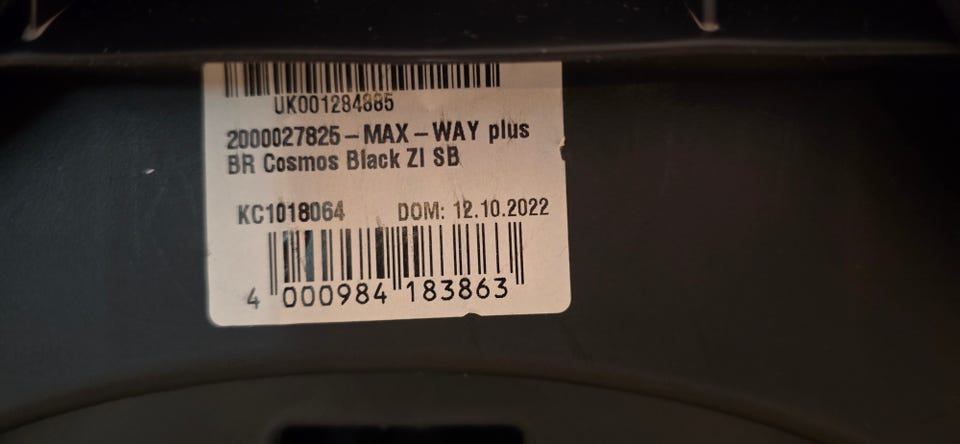 UK001284885
2000027825-MAX-WAY plus
BR Cosmos Black ZI SB
KC1018064 DOM: 12.10.2022
4 000984 183863